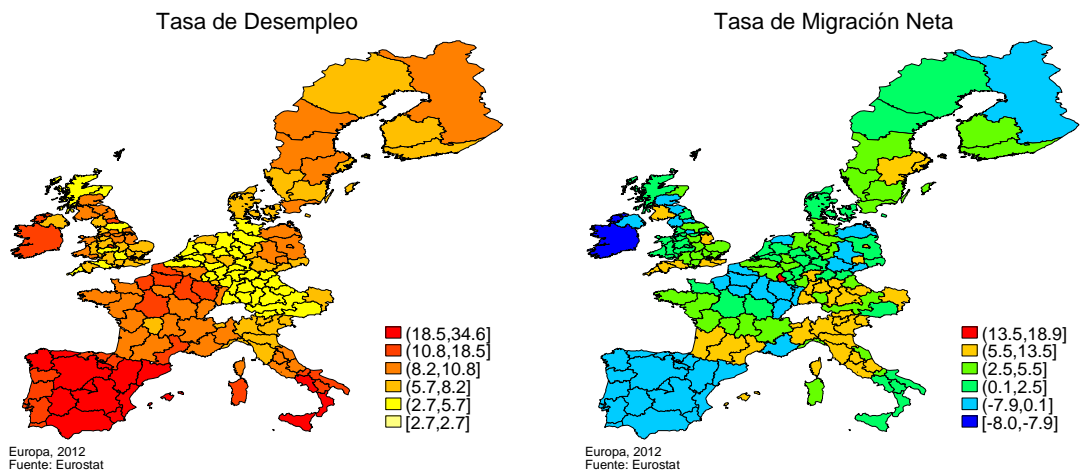 Tasa de Desempleo
(18.5,34.6]
(10.8,18.5]
(8.2,10.8]
(5.7,8.2]
(2.7,5.7]
[2.7,2.7]
Europa, 2012
Fuente: Eurostat
Tasa de Migración Neta
(13.5,18.9]
(5.5,13.5]
(2.5,5.5]
(0.1,2.5]
(-7.9,0.1]
[-8.0,-7.9]
Europa, 2012
Fuente: Eurostat